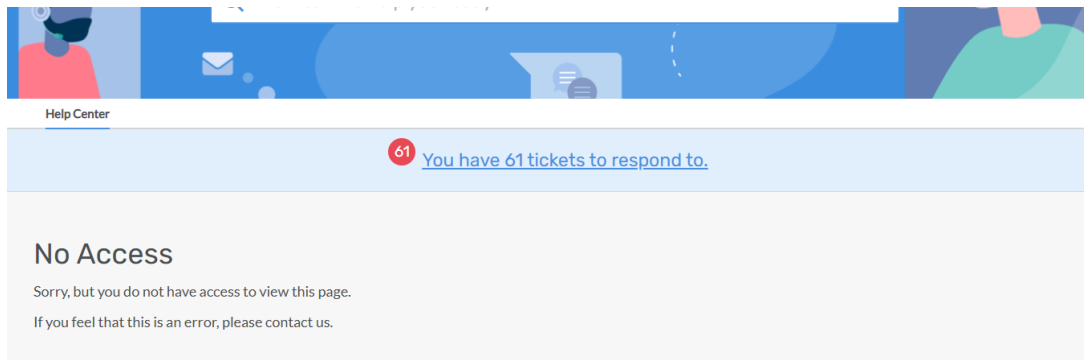 Help Center
61
You have 61 tickets to respond to.
No Access
Sorry, but you do not have access to view this page.
If you feel that this is an error, please contact us.